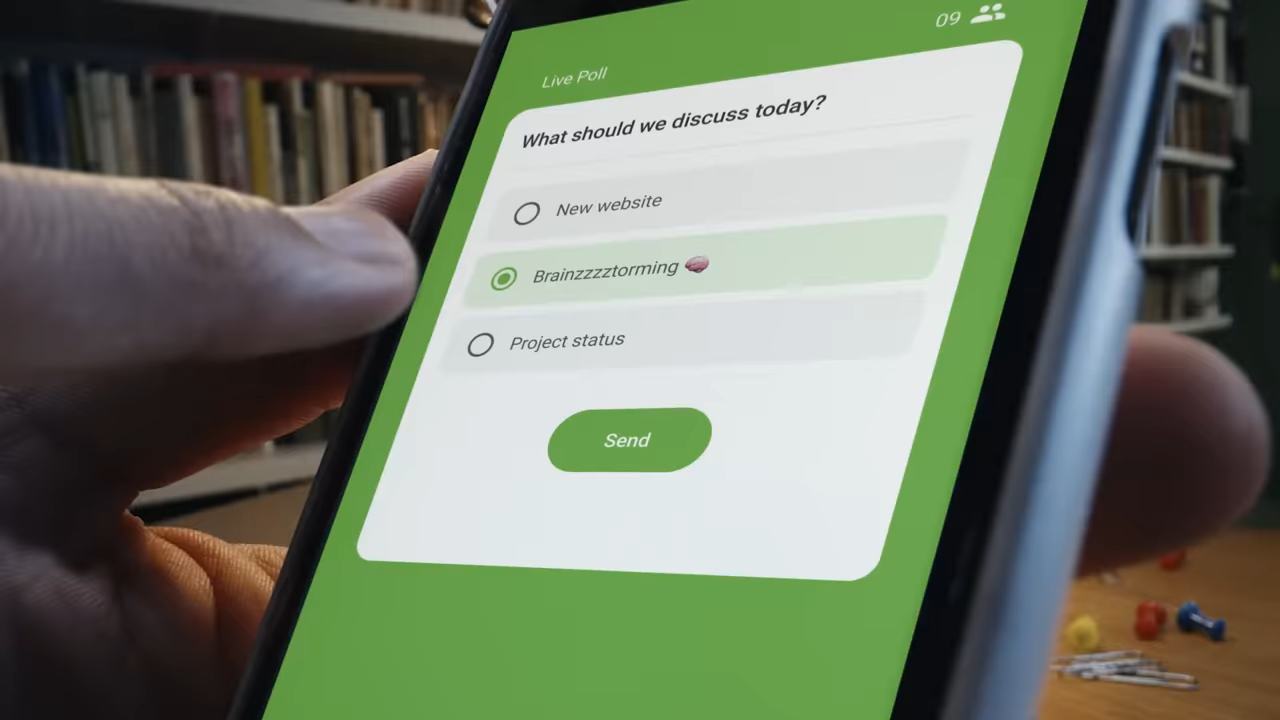 09
Live Poll
What should we discuss today?
New website
Brainzzzztorming 🧠
Project status
Send